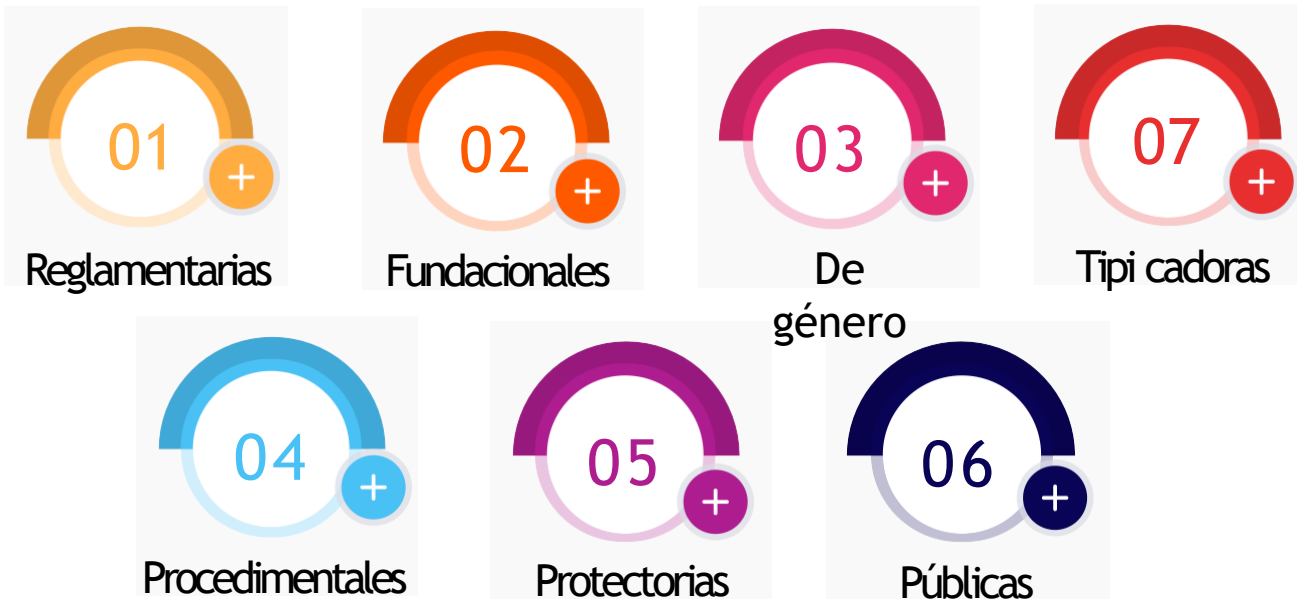 01
Reglamentarias
02
Fundacionales
03
De
género
07
Tipi cadoras
04
Procedimentales
05
Protectorias
06
Públicas